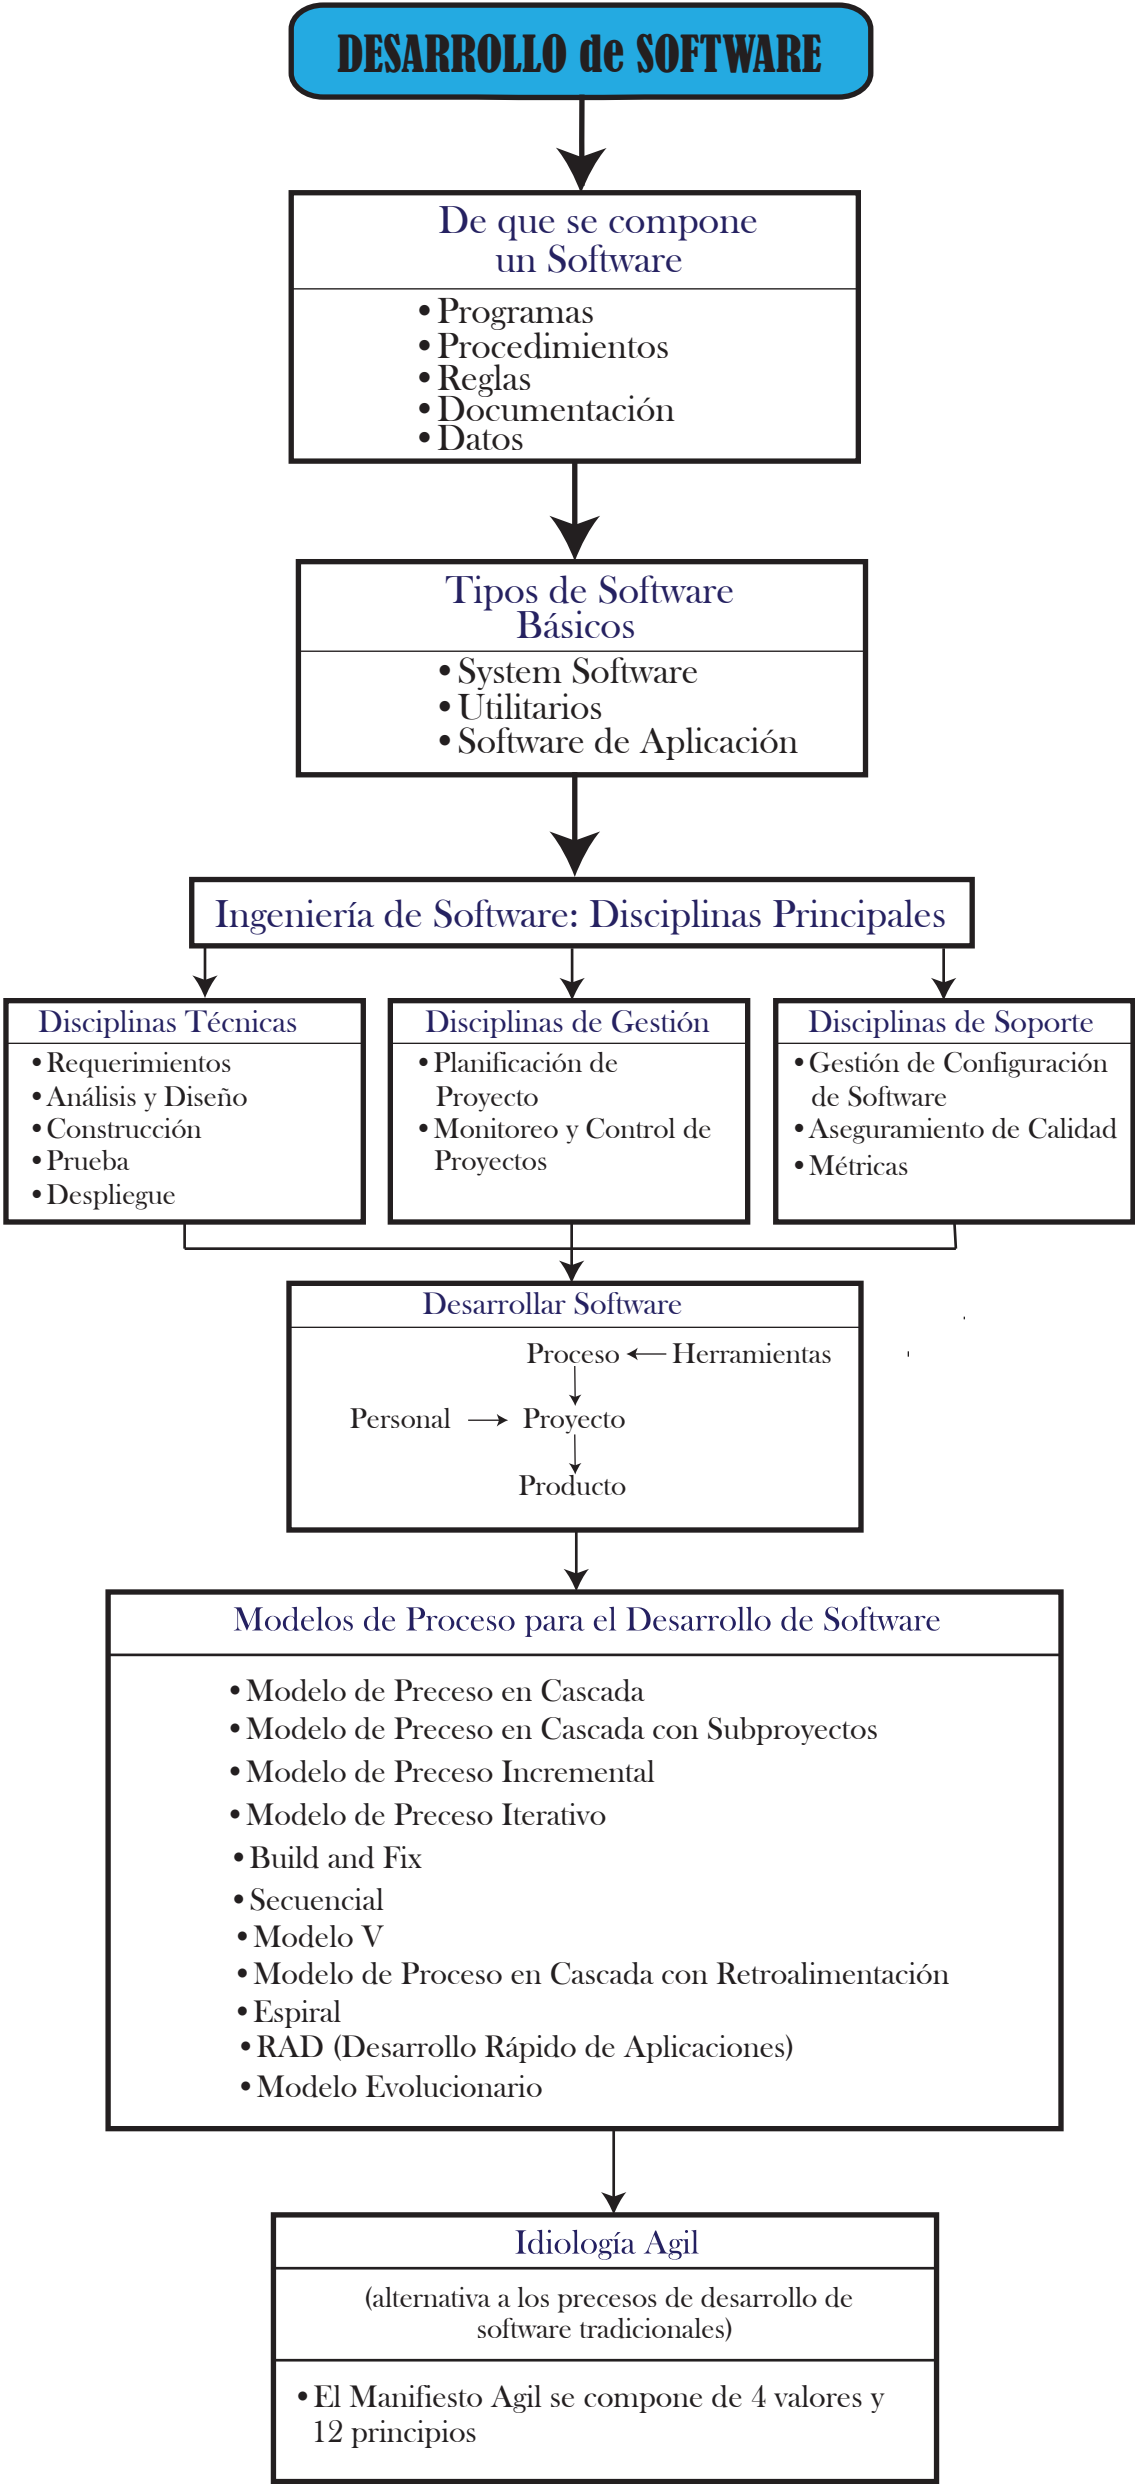 DESARROLLO de SOFTWARE
De que se compone
un Software
• Programas
• Procedimientos
• Reglas
• Documentación
• Datos
Tipos de Software
Básicos
• System Software
• Utilitarios
• Software de Aplicación
Ingeniería de Software: Disciplinas Principales
Disciplinas Técnicas
• Requerimientos
• Análisis y Diseño
• Construcción
• Prueba
• Despliegue
Disciplinas de Gestión
• Planificación de
Proyecto
• Monitoreo y Control de
Proyectos
Disciplinas de Soporte
• Gestión de Configuración
de Software
• Aseguramiento de Calidad
• Métricas
Desarrollar Software
Proceso Herramientas
Personal Proyecto
Producto
Modelos de Proceso para el Desarrollo de Software
• Modelo de Preceso en Cascada
• Modelo de Preceso en Cascada con Subproyectos
• Modelo de Preceso Incremental
• Modelo de Preceso Iterativo
• Build and Fix
• Secuencial
• Modelo V
• Modelo de Proceso en Cascada con Retroalimentación
• Espiral
• RAD (Desarrollo Rápido de Aplicaciones)
• Modelo Evolucionario
Idiología Agil
(alternativa a los precesos de desarrollo de
software tradicionales)
• El Manifiesto Agil se compone de 4 valores y
12 principios